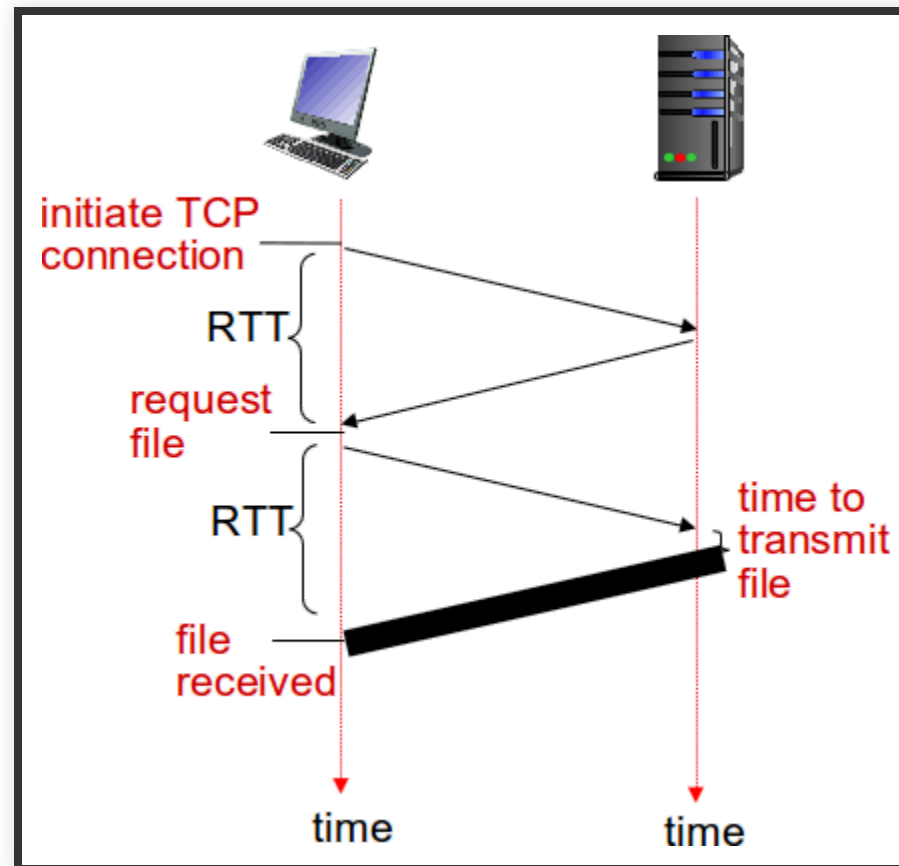 initiate TCP
connection
RTT
request
file
RTT
time to
transmit
file
file
received
time
time